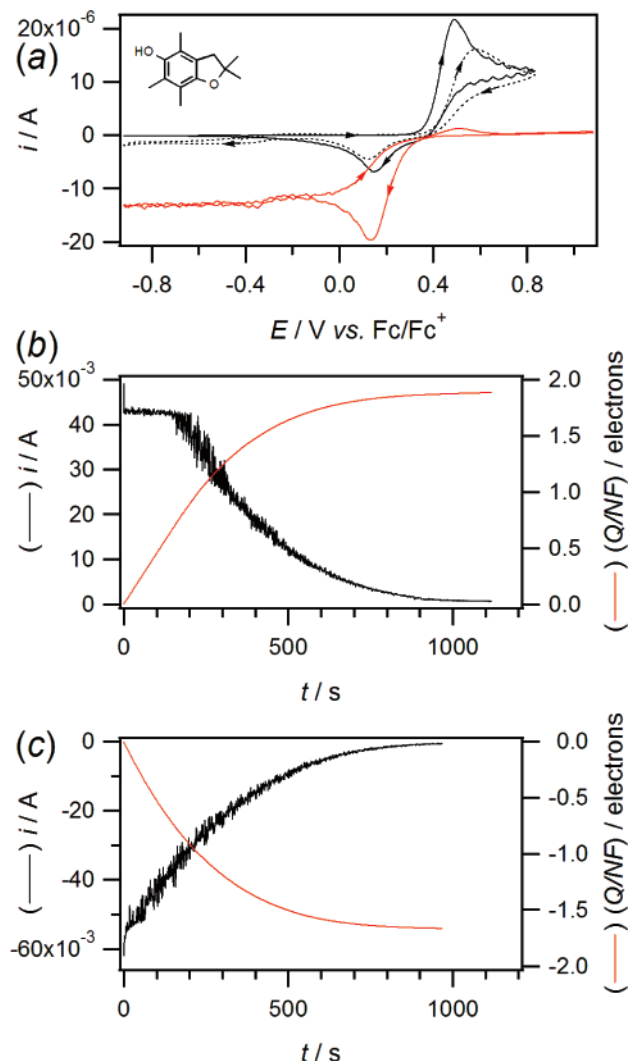 (a)
20x10⁻⁶
10
0
-10
-20
i / A
HO
O
-0.8 -0.4 0.0 0.4 0.8
E / V vs. Fc/Fc⁺
(b)
50x10⁻³
40
30
20
10
0
(—) i / A
2.0
1.5
1.0
0.5
0.0
(—) (Q/NF) / electrons
0 500 1000
t / s
(c)
0
-20
-40
-60x10⁻³
(—) i / A
0.0
-0.5
-1.0
-1.5
-2.0
(—) (Q/NF) / electrons
0 500 1000
t / s